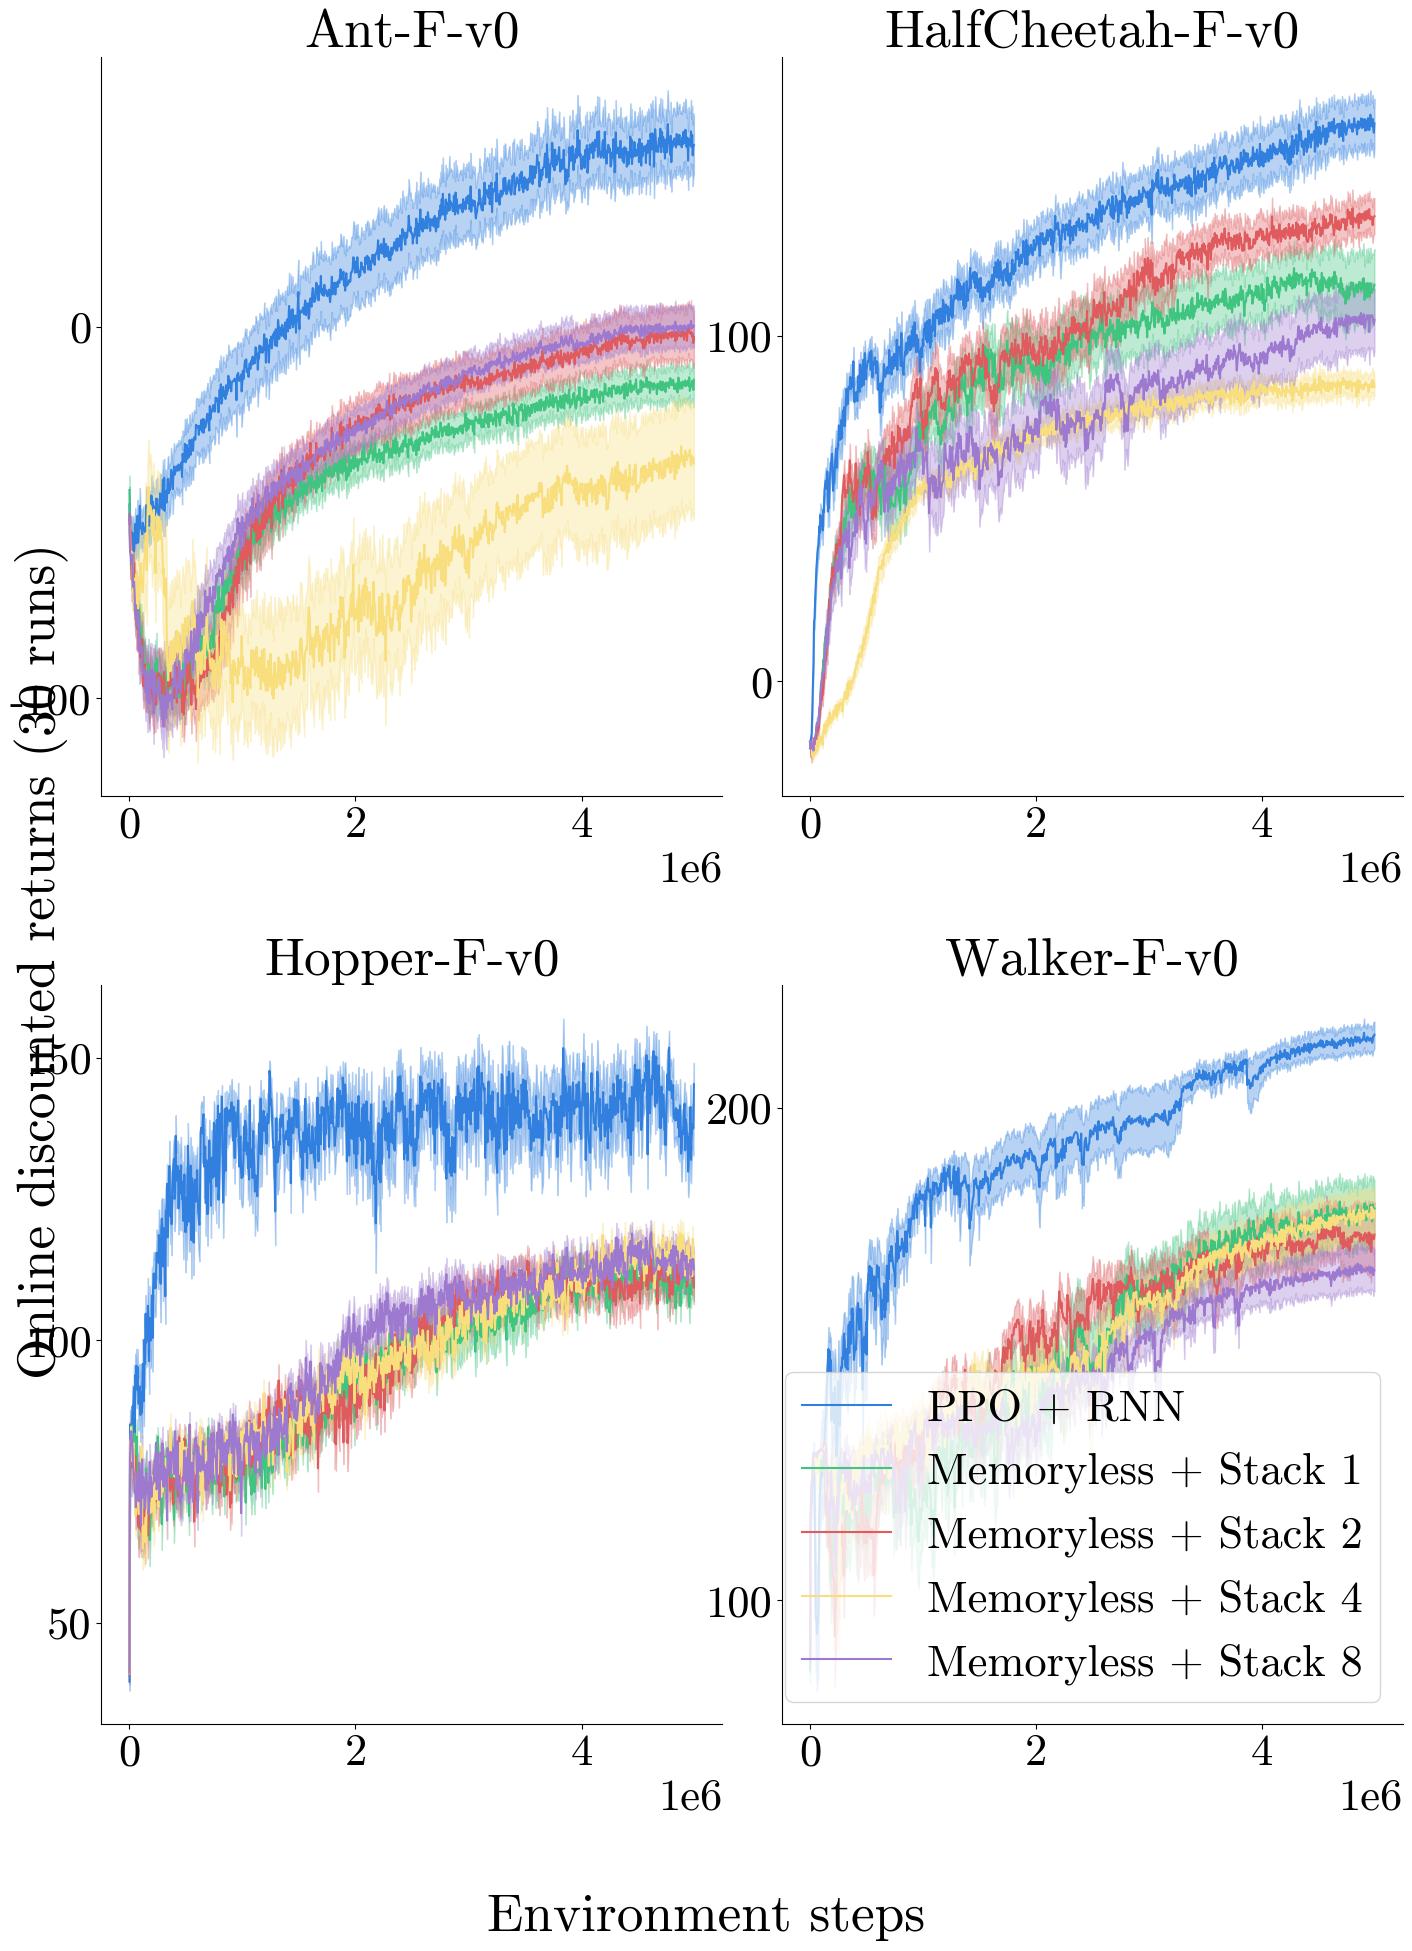 Ant-F-v0
HalfCheetah-F-v0
0
0
2
4
1e6
100
0
0
2
4
1e6
Online discounted returns (30 runs)
Hopper-F-v0
Walker-F-v0
50
0
2
4
1e6
200
100
0
2
4
1e6
PPO + RNN
Memoryless + Stack 1
Memoryless + Stack 2
Memoryless + Stack 4
Memoryless + Stack 8
Environment steps